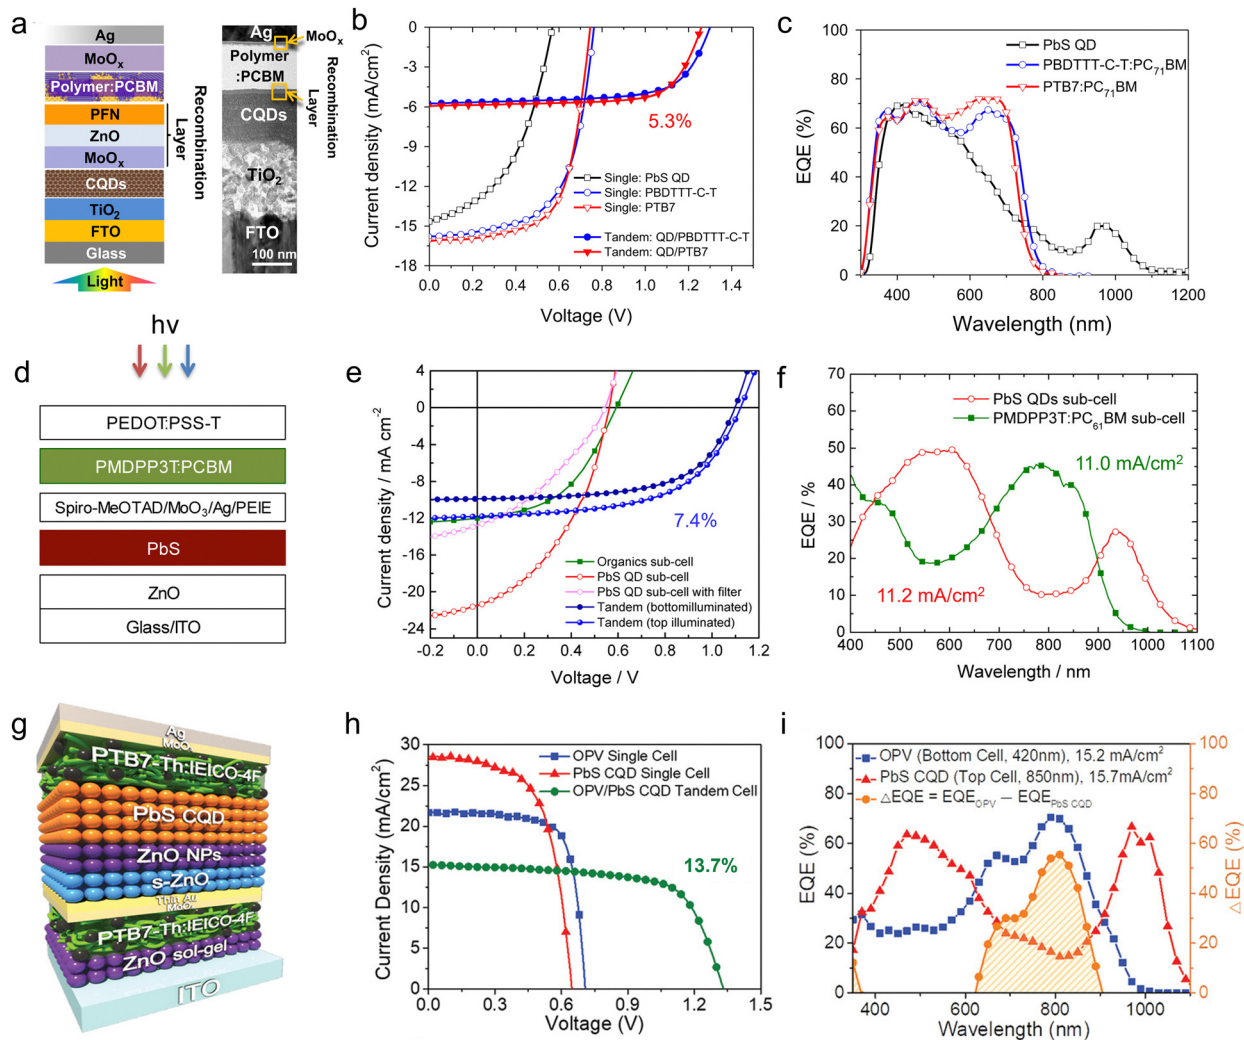 a
Ag
MoOx
Polymer:PCBM
PFN
ZnO
MoOx
CQDs
TiO2
FTO
Glass
Light
Recombination
Layer
Ag
MoOx
Polymer
:PCBM
CQDs
TiO2
FTO
100 nm
Recombination
Layer
b
Current density (mA/cm2)
0
-3
-6
-9
-12
-15
-18
5.3%
Single: PbS QD
Single: PBDTTT-C-T
Single: PTB7
Tandem: QD/PBDTTT-C-T
Tandem: QD/PTB7
0.0 0.2 0.4 0.6 0.8 1.0 1.2 1.4
Voltage (V)
c
EQE (%)
100
80
60
40
20
0
PbS QD
PBDTTT-C-T:PC71BM
PTB7:PC71BM
400 600 800 1000 1200
Wavelength (nm)
d
hν
PEDOT:PSS-T
PMDPP3T:PCBM
Spiro-MeOTAD/MoO3/Ag/PEIE
PbS
ZnO
Glass/ITO
e
Current density / mA cm-2
4
0
-4
-8
-12
-16
-20
-24
7.4%
Organics sub-cell
PbS QD sub-cell
PbS QD sub-cell with filter
Tandem (bottomilluminated)
Tandem (top illuminated)
-0.2 0.0 0.2 0.4 0.6 0.8 1.0 1.2
Voltage / V
f
EQE / %
70
60
50
40
30
20
10
0
PbS QDs sub-cell
PMDPP3T:PC61BM sub-cell
11.0 mA/cm2
11.2 mA/cm2
400 500 600 700 800 900 1000 1100
Wavelength / nm
g
Ag
MoOx
PTB7-Th:IEICO-4F
PbS CQD
ZnO NPs
s-ZnO
Thin Au
MoOx
PTB7-Th:IEICO-4F
ZnO sol-gel
ITO
h
Current Density (mA/cm2)
30
25
20
15
10
5
0
OPV Single Cell
PbS CQD Single Cell
OPV/PbS CQD Tandem Cell
13.7%
0.0 0.3 0.6 0.9 1.2 1.5
Voltage (V)
i
EQE (%)
100
80
60
40
20
0
OPV (Bottom Cell, 420nm), 15.2 mA/cm2
PbS CQD (Top Cell, 850nm), 15.7mA/cm2
△EQE = EQEOPV — EQEPbS CQD
100
80
60
40
20
0
△EQE (%)
400 600 800 1000
Wavelength (nm)